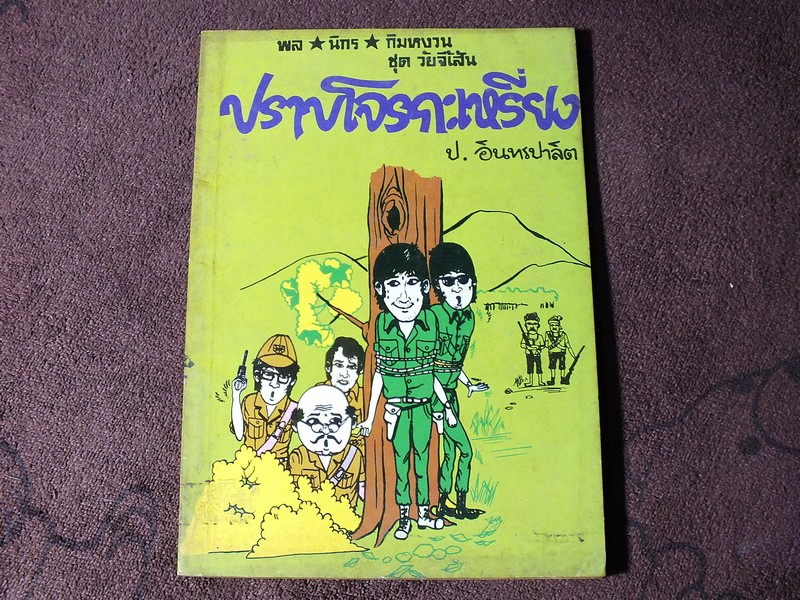 พล ★ นิกร ★ กิมหงวน
ชุด วัยจี๊ส้น
ปราบโจรกะเหรี่ยง
ป. อินทรปาลิต